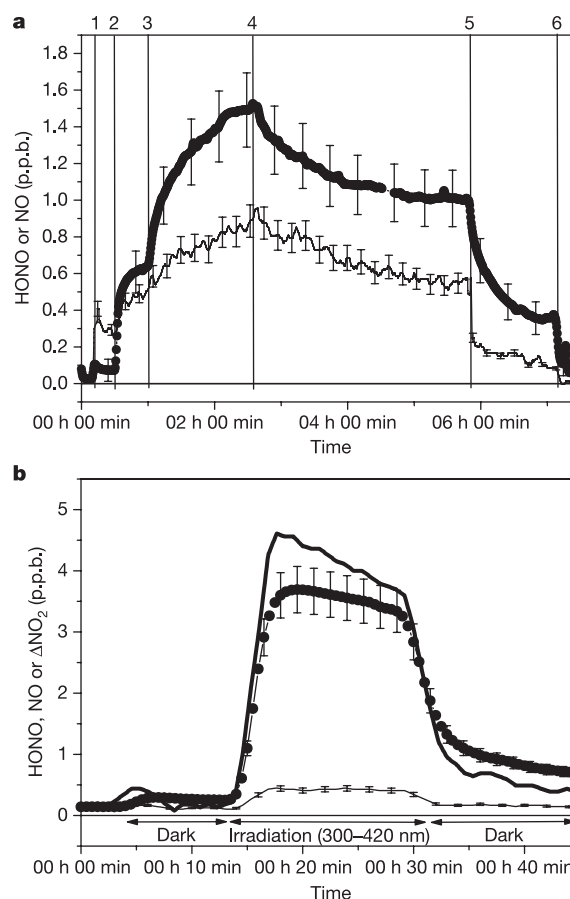 a
1 2 3 4 5 6
1.8
1.6
1.4
1.2
1.0
0.8
0.6
0.4
0.2
0.0
HONO or NO (p.p.b.)
00 h 00 min 02 h 00 min 04 h 00 min 06 h 00 min
Time
b
5
4
3
2
1
0
HONO, NO or ΔNO₂ (p.p.b.)
Dark Irradiation (300–420 nm) Dark
00 h 00 min 00 h 10 min 00 h 20 min 00 h 30 min 00 h 40 min
Time